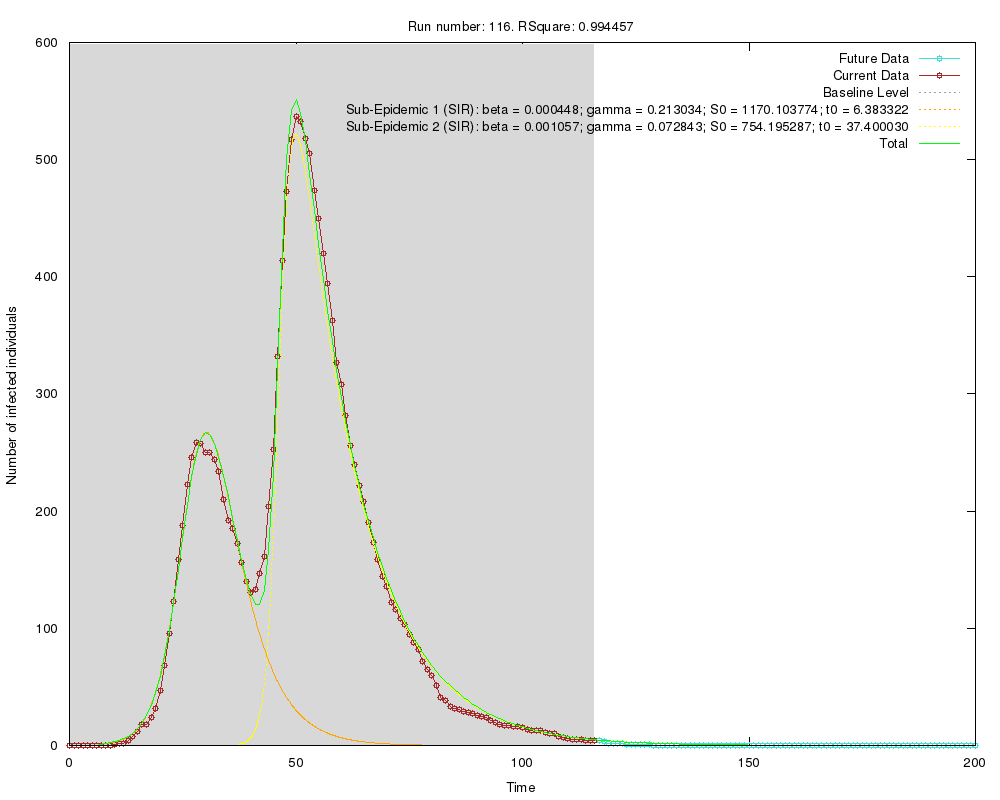 Run number: 116. RSquare: 0.994457
600
500
400
300
200
100
0
0
50
100
150
200
Number of infected individuals
Time
Future Data
Current Data
Baseline Level
Sub-Epidemic 1 (SIR): beta = 0.000448; gamma = 0.213034; S0 = 1170.103774; t0 = 6.383322
Sub-Epidemic 2 (SIR): beta = 0.001057; gamma = 0.072843; S0 = 754.195287; t0 = 37.400030
Total